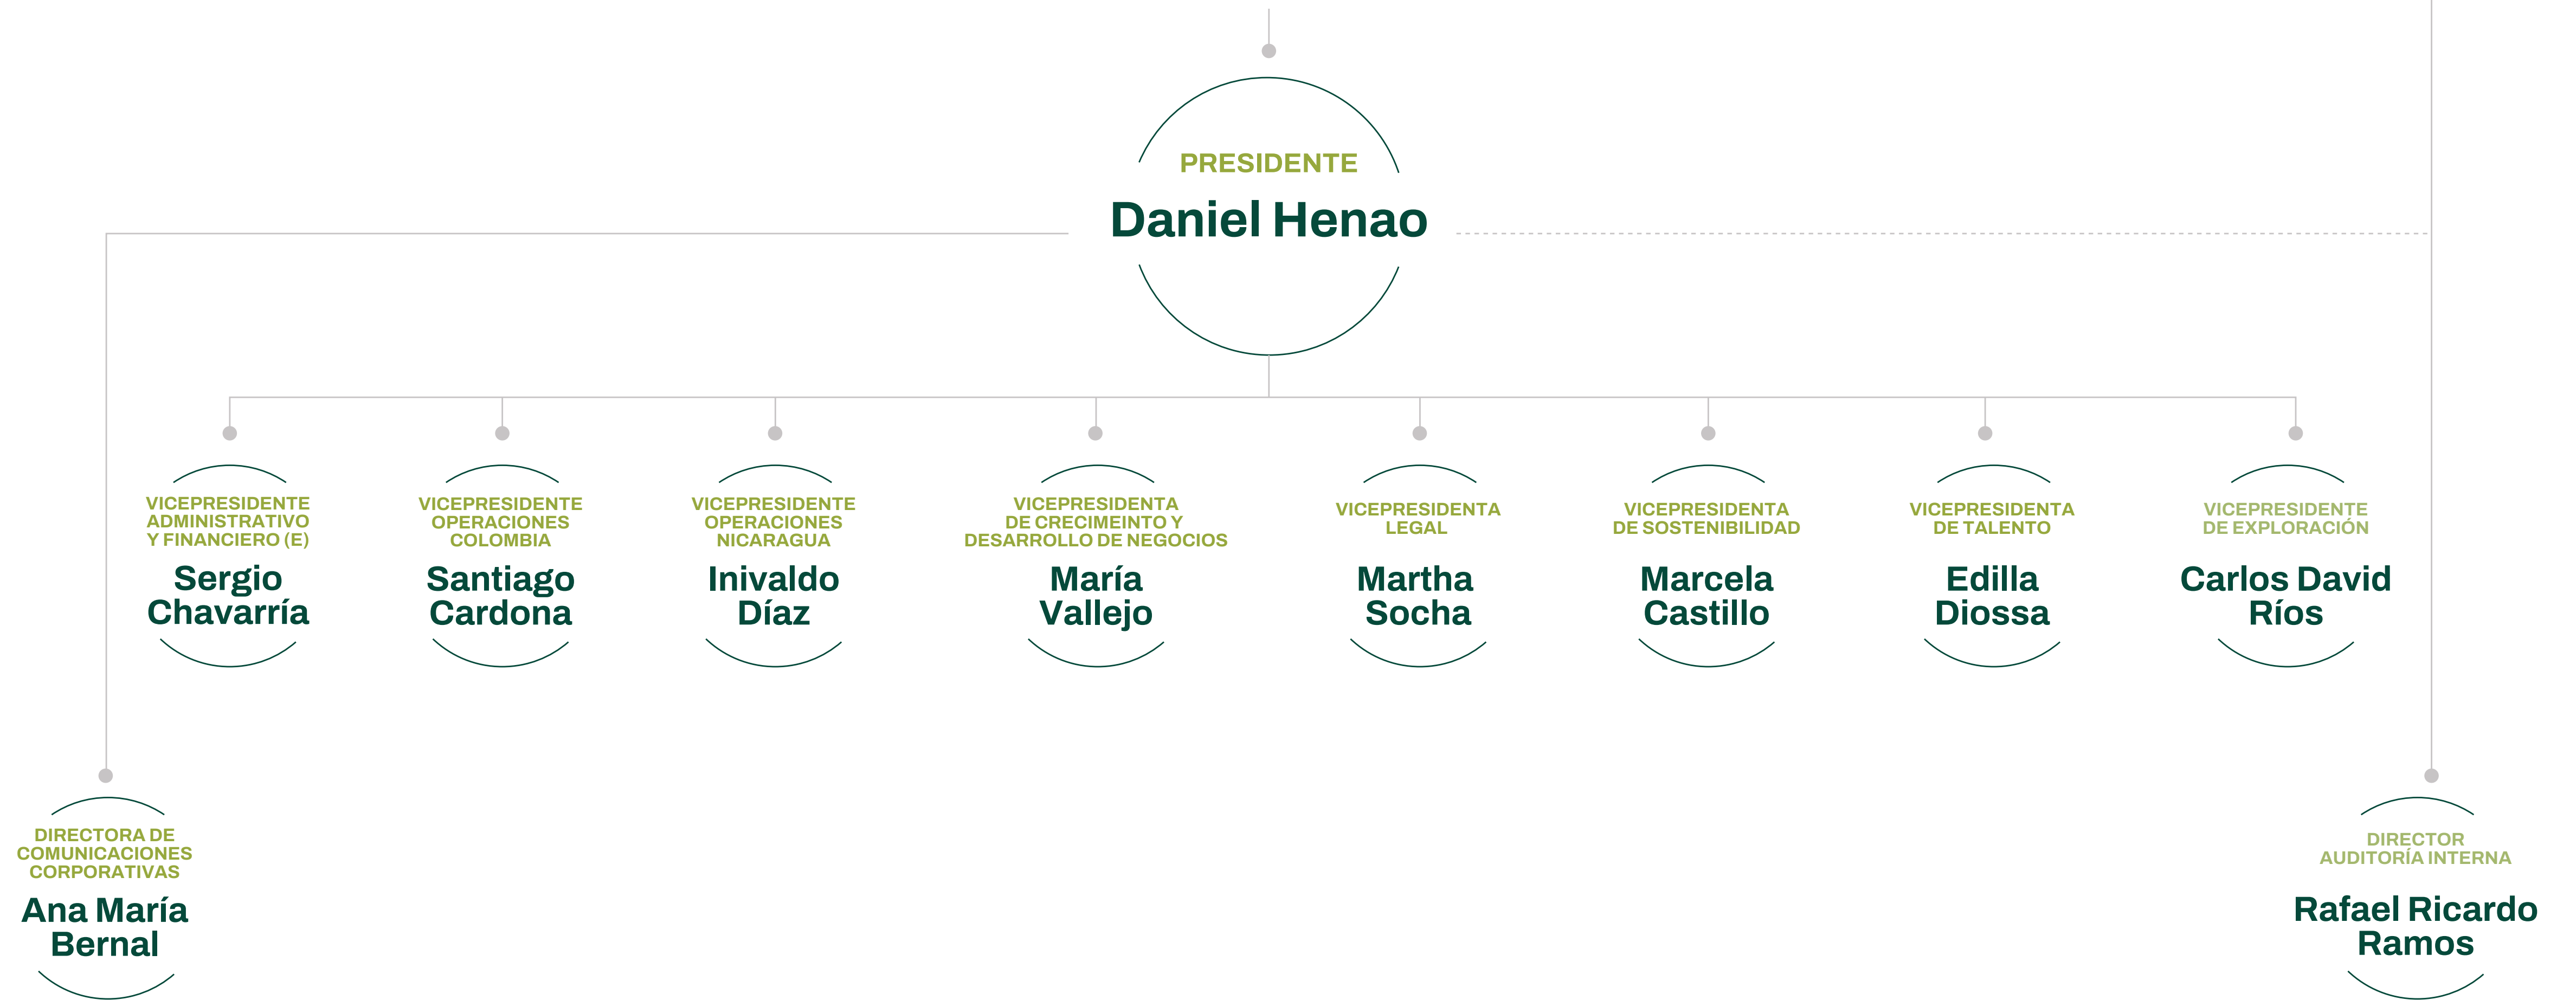 PRESIDENTE
Daniel Henao
VICEPRESIDENTE
ADMINISTRATIVO
Y FINANCIERO (E)
Sergio
Chavarría
VICEPRESIDENTE
OPERACIONES
COLOMBIA
Santiago
Cardona
VICEPRESIDENTE
OPERACIONES
NICARAGUA
Inivaldo
Díaz
VICEPRESIDENTA
DE CRECIMEINTO Y
DESARROLLO DE NEGOCIOS
María
Vallejo
VICEPRESIDENTA
LEGAL
Martha
Socha
VICEPRESIDENTA
DE SOSTENIBILIDAD
Marcela
Castillo
VICEPRESIDENTA
DE TALENTO
Edilla
Diossa
VICEPRESIDENTE
DE EXPLORACIÓN
Carlos David
Ríos
DIRECTORA DE
COMUNICACIONES
CORPORATIVAS
Ana María
Bernal
DIRECTOR
AUDITORÍA INTERNA
Rafael Ricardo
Ramos